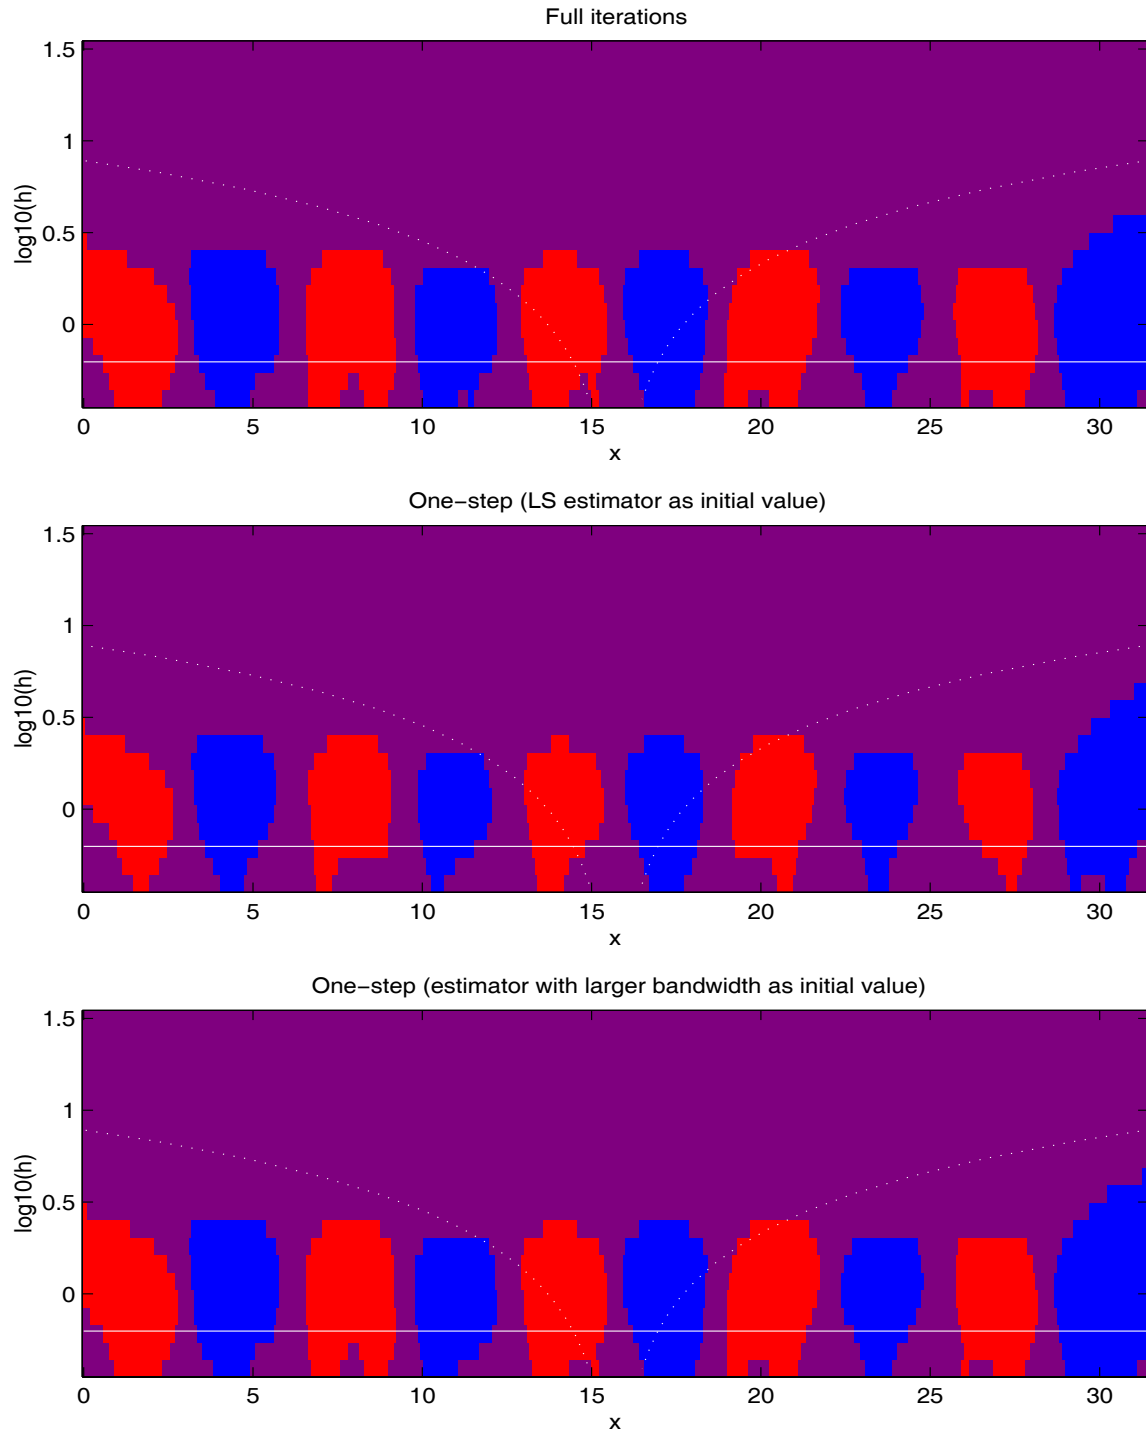 Full iterations
1.5
1
0.5
0
log10(h)
0 5 10 15 20 25 30
x
One−step (LS estimator as initial value)
1.5
1
0.5
0
log10(h)
0 5 10 15 20 25 30
x
One−step (estimator with larger bandwidth as initial value)
1.5
1
0.5
0
log10(h)
0 5 10 15 20 25 30
x